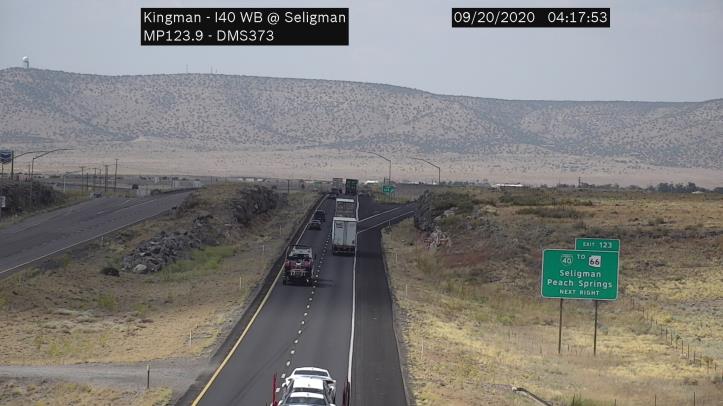 Kingman - I40 WB @ Seligman
MP123.9 - DMS373
09/20/2020 04:17:53
EXIT 123
40 TO 66
Seligman
Peach Springs
NEXT RIGHT